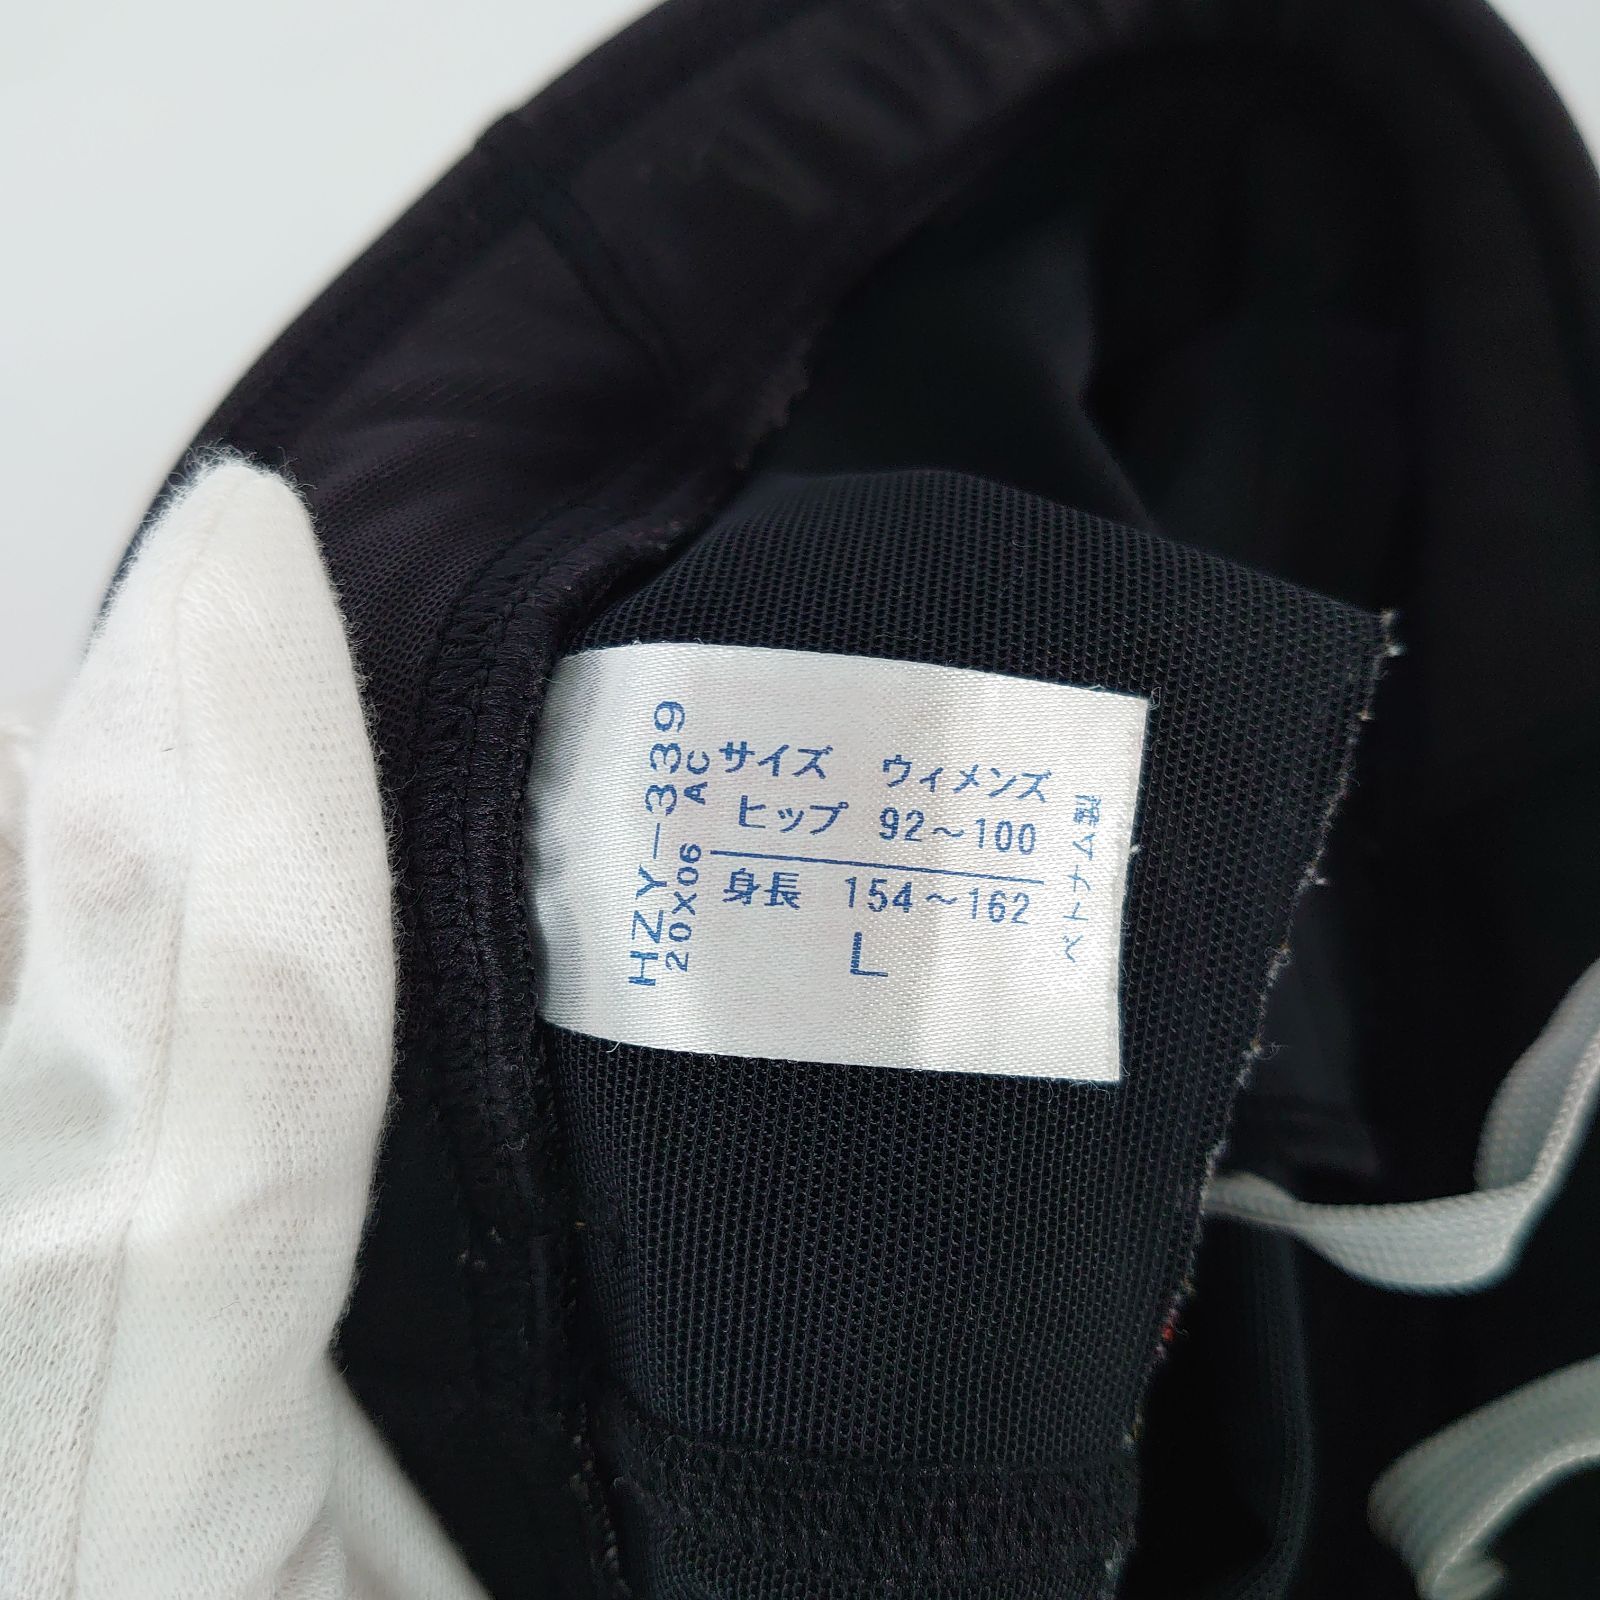 サイズ ウィメンズ
ヒップ 92～100
身長 154～162
L
HZY-339
20X06 AC
ベトナム製